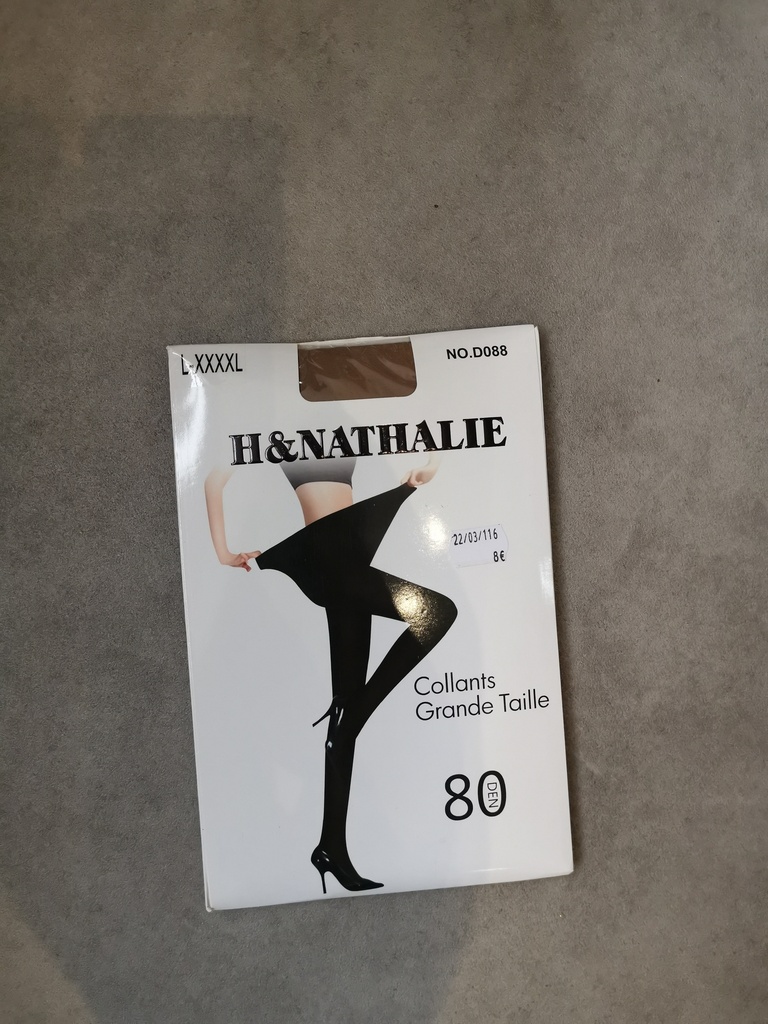 L-XXXXL
NO.D088
H&NATHALIE
22/03/116
8€
Collants
Grande Taille
80
DEN